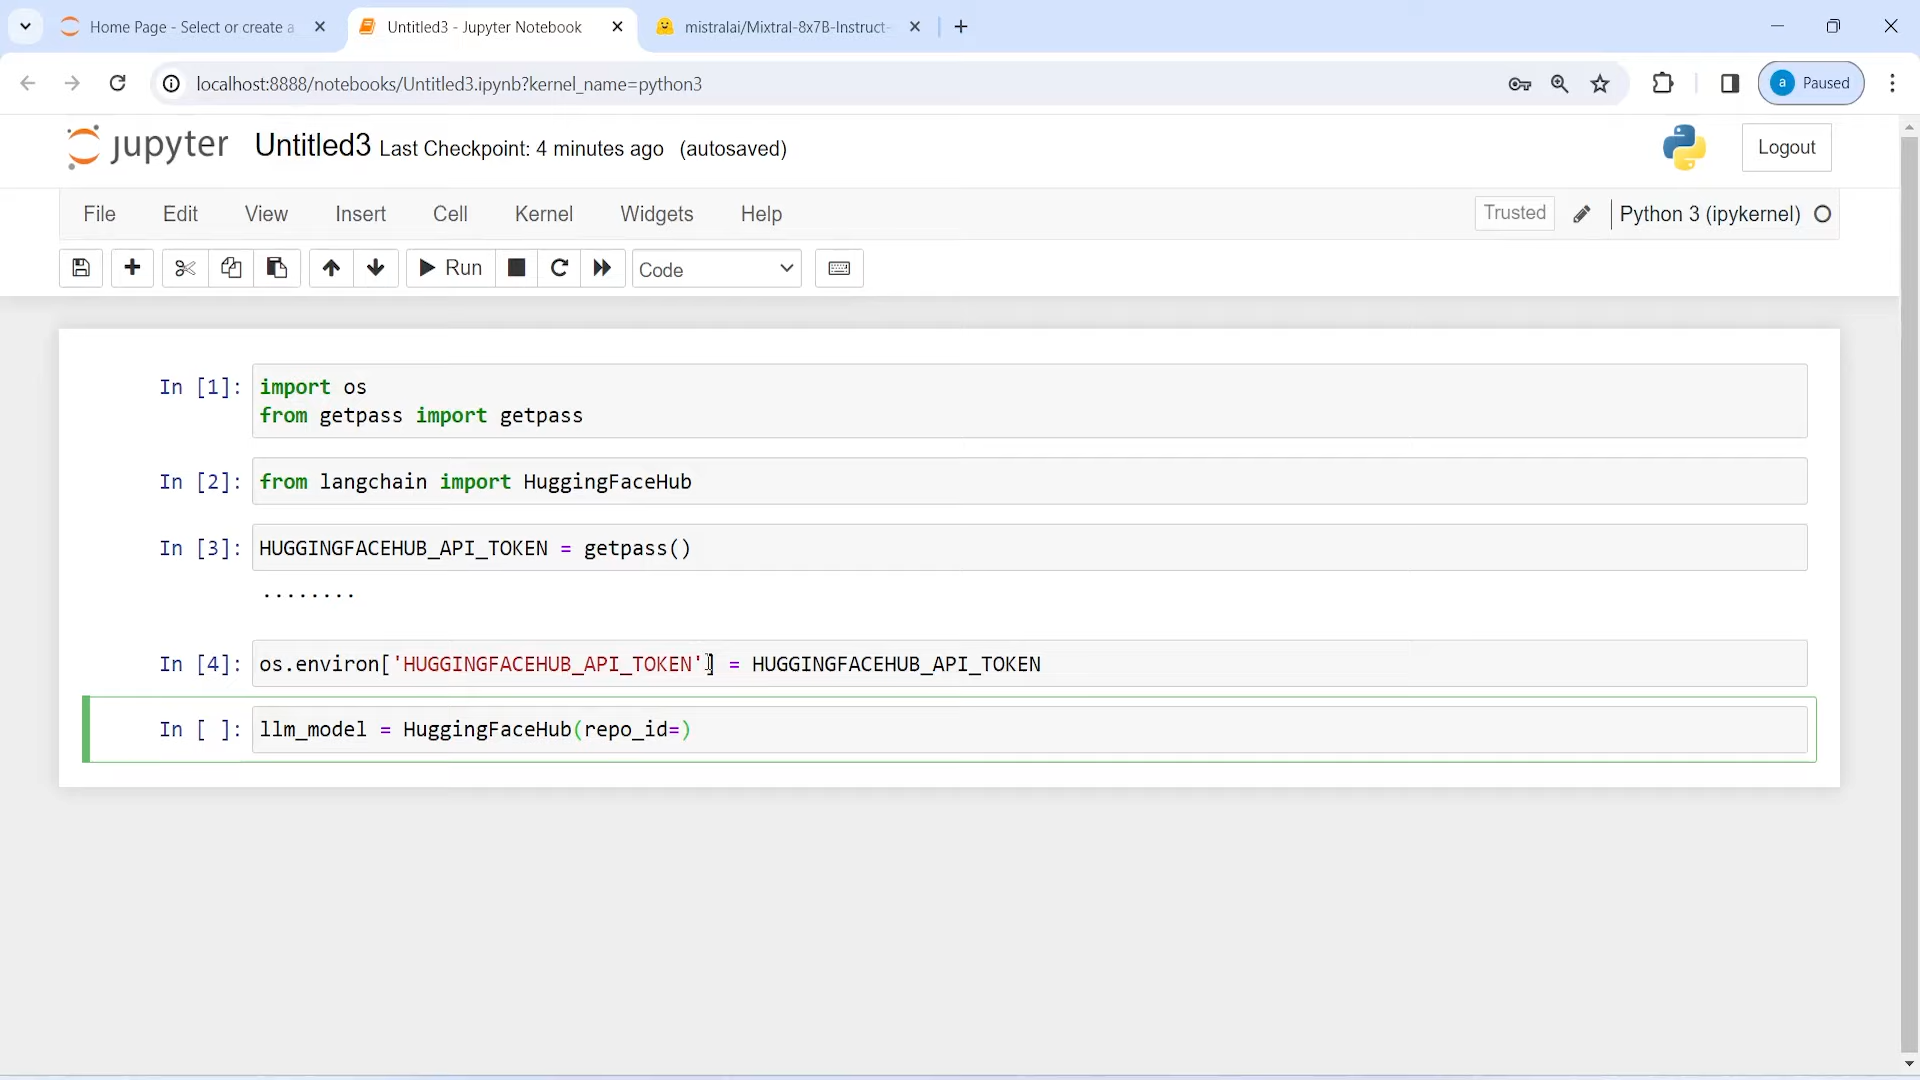 Home Page - Select or create a
Untitled3 - Jupyter Notebook
mistralai/Mixtral-8x7B-Instruct-
localhost:8888/notebooks/Untitled3.ipynb?kernel_name=python3
a Paused
jupyter Untitled3 Last Checkpoint: 4 minutes ago (autosaved)
Logout
File Edit View Insert Cell Kernel Widgets Help
Trusted
Python 3 (ipykernel)
Run
Code
In [1]: import os
from getpass import getpass
In [2]: from langchain import HuggingFaceHub
In [3]: HUGGINGFACEHUB_API_TOKEN = getpass()
········
In [4]: os.environ['HUGGINGFACEHUB_API_TOKEN'] = HUGGINGFACEHUB_API_TOKEN
In [ ]: llm_model = HuggingFaceHub(repo_id=)